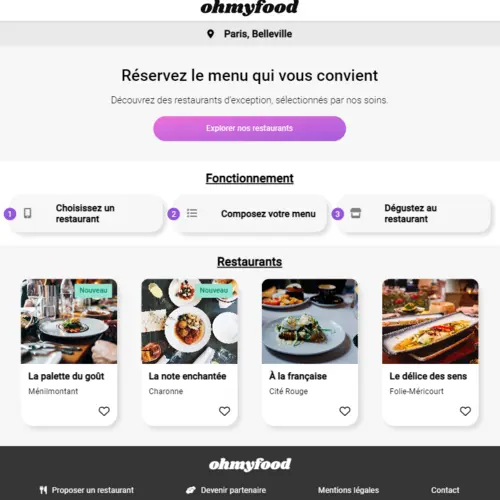 ohmyfood
Paris, Belleville
Réservez le menu qui vous convient
Découvrez des restaurants d'exception, sélectionnés par nos soins.
Explorer nos restaurants
Fonctionnement
1 Choisissez un
restaurant
2 Composez votre menu
3 Dégustez au
restaurant
Restaurants
Nouveau
La palette du goût
Ménilmontant
Nouveau
La note enchantée
Charonne
À la française
Cité Rouge
Le délice des sens
Folie-Méricourt
ohmyfood
Proposer un restaurant
Devenir partenaire
Mentions légales
Contact